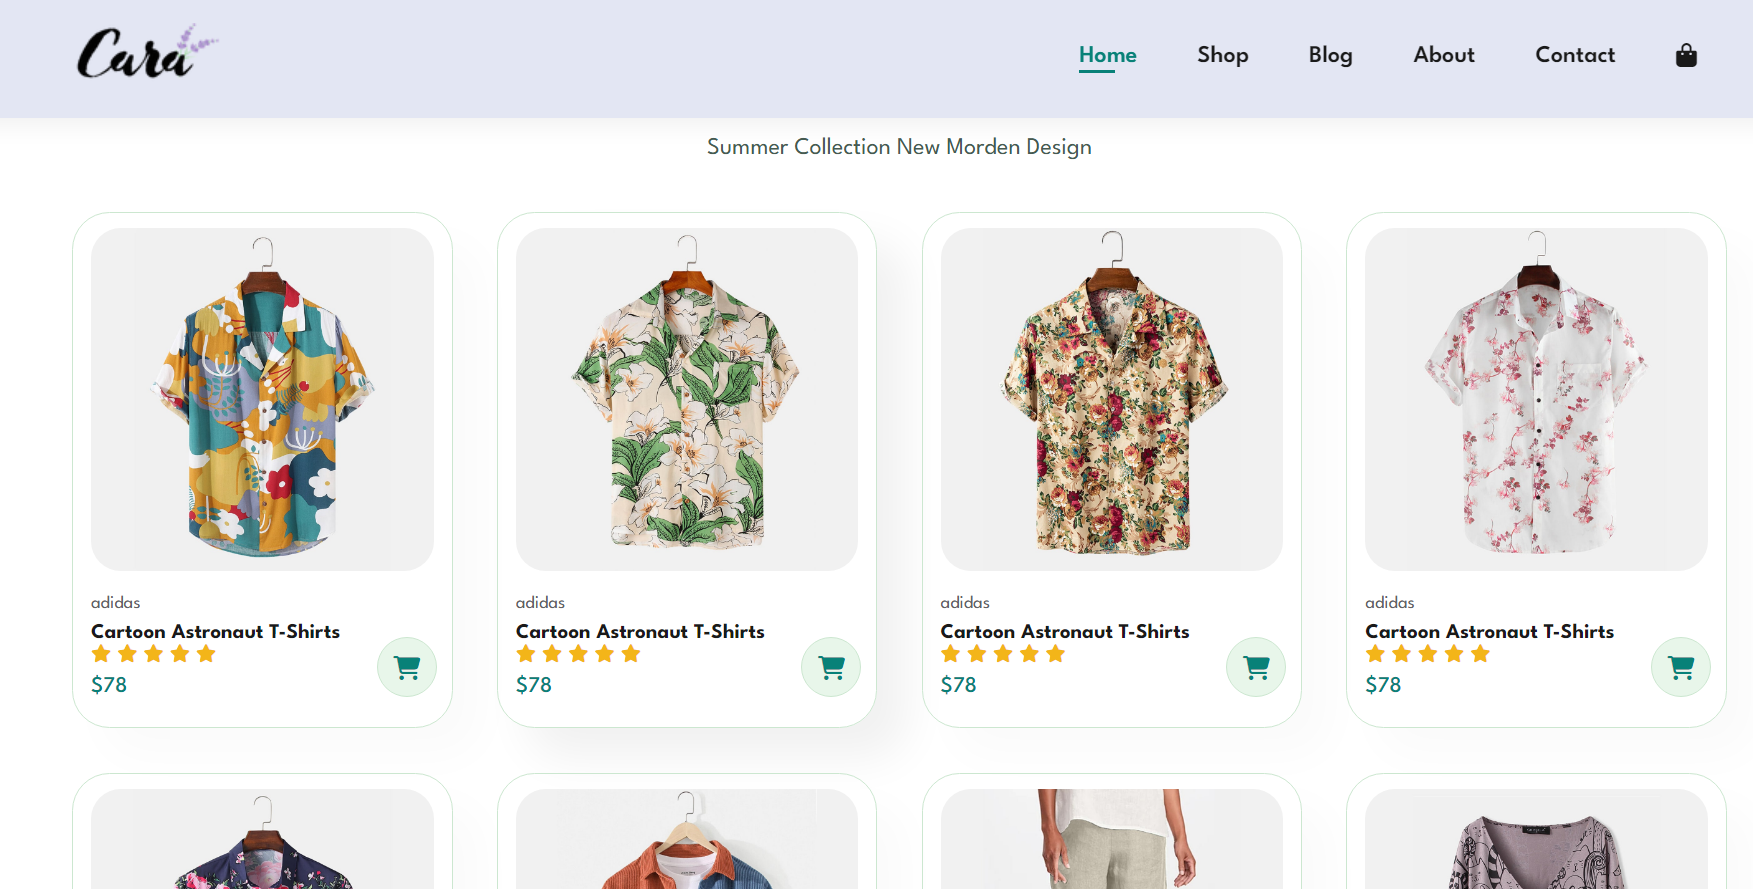 Cara
Home Shop Blog About Contact
Summer Collection New Morden Design
adidas
Cartoon Astronaut T-Shirts
$78
adidas
Cartoon Astronaut T-Shirts
$78
adidas
Cartoon Astronaut T-Shirts
$78
adidas
Cartoon Astronaut T-Shirts
$78